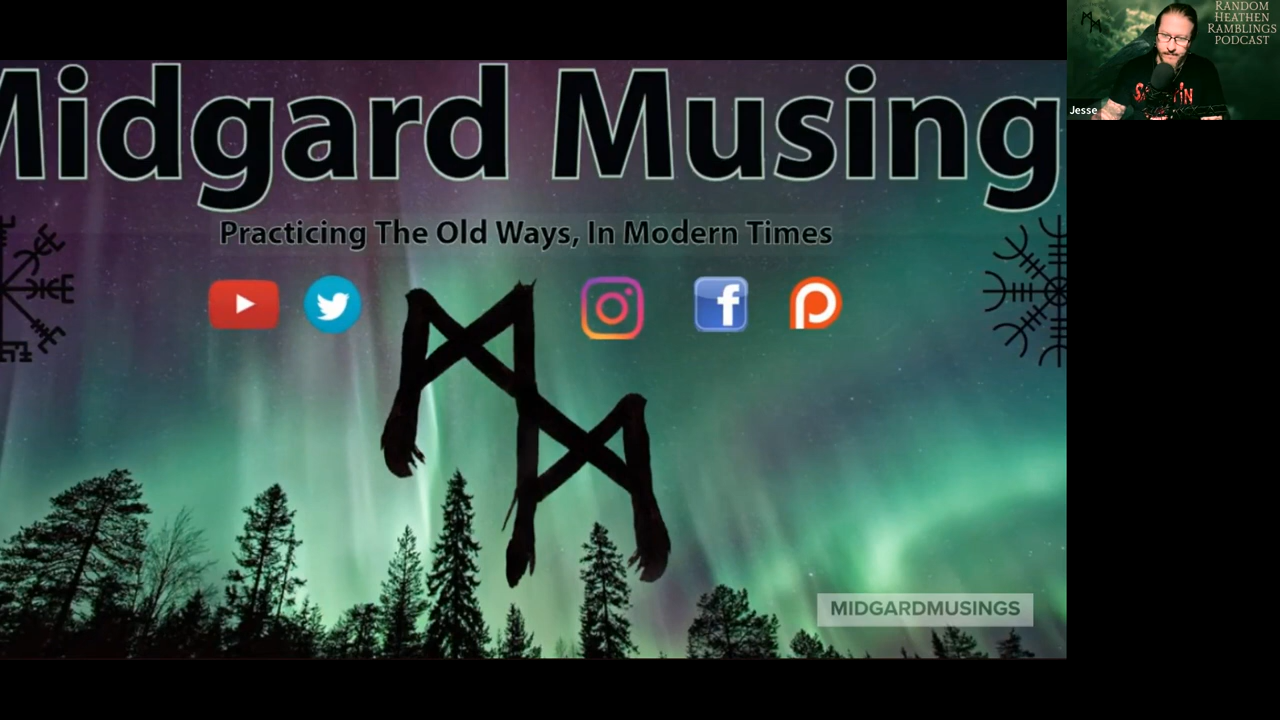 Midgard Musing
Practicing The Old Ways, In Modern Times
MIDGARDMUSINGS
RANDOM
HEATHEN
RAMBLINGS
PODCAST
Jesse